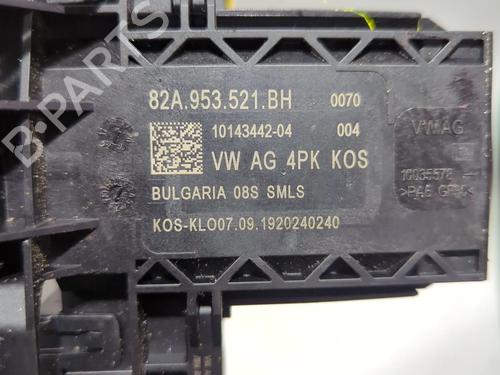 82A.953.521.BH 0070
10143442-04 004
VW AG 4PK KOS
BULGARIA 08S SMLS
KOS-KLO07.09.1920240240
VWAG
10035578
B-PARTS